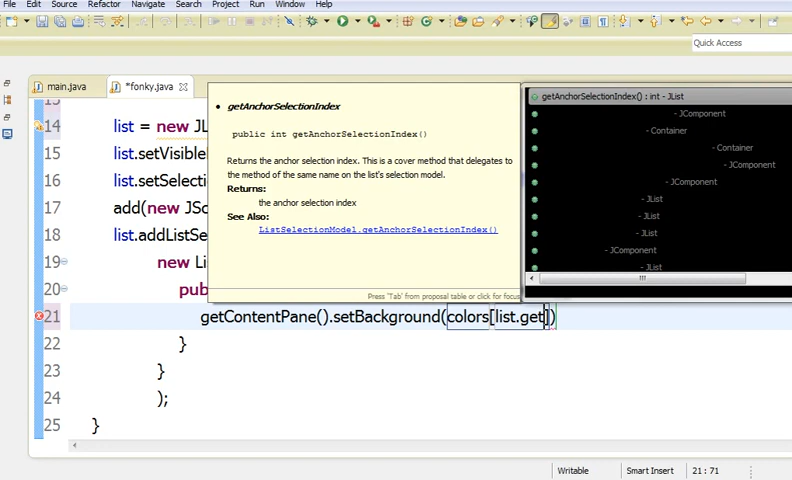 File Edit Source Refactor Navigate Search Project Run Window Help
Quick Access
main.java *fonky.java
getAnchorSelectionIndex
public int getAnchorSelectionIndex()
Returns the anchor selection index. This is a cover method that delegates to
the method of the same name on the list's selection model.
Returns:
the anchor selection index
See Also:
ListSelectionModel.getAnchorSelectionIndex()
Press 'Tab' from proposal table or click for focus
getAnchorSelectionIndex() : int - JList
- JComponent
- Container
- Container
- JComponent
- JComponent
- JList
- JList
- JList
- JComponent
- JList
14 list = new JL
15 list.setVisibleI
16 list.setSelecti
17 add(new JSc
18 list.addListSe
19 new Li
20 pub
21 getContentPane().setBackground(colors[list.get])
22 }
23 }
24 );
25 }
Writable Smart Insert 21 : 71